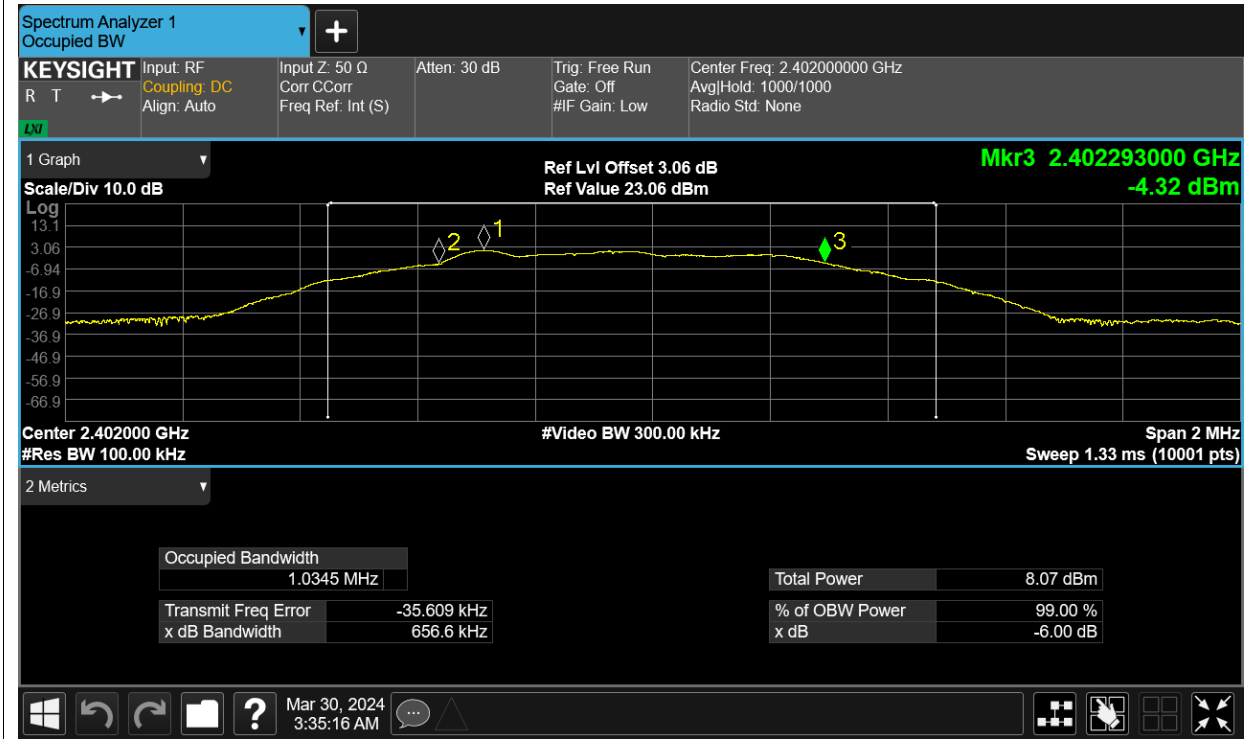 Spectrum Analyzer 1
Occupied BW
KEYSIGHT
R T
LXI
Input: RF
Coupling: DC
Align: Auto
Input Z: 50 Ω
Corr CCorr
Freq Ref: Int (S)
Atten: 30 dB
Trig: Free Run
Gate: Off
#IF Gain: Low
Center Freq: 2.402000000 GHz
Avg|Hold: 1000/1000
Radio Std: None
1 Graph
Scale/Div 10.0 dB
Ref Lvl Offset 3.06 dB
Ref Value 23.06 dBm
Mkr3 2.402293000 GHz
-4.32 dBm
Log
13.1
3.06
-6.94
-16.9
-26.9
-36.9
-46.9
-56.9
-66.9
2
1
3
Center 2.402000 GHz
#Video BW 300.00 kHz
Span 2 MHz
#Res BW 100.00 kHz
Sweep 1.33 ms (10001 pts)
2 Metrics
Occupied Bandwidth
1.0345 MHz
Total Power 8.07 dBm
Transmit Freq Error -35.609 kHz
% of OBW Power 99.00 %
x dB Bandwidth 656.6 kHz
x dB -6.00 dB
?
Mar 30, 2024
3:35:16 AM